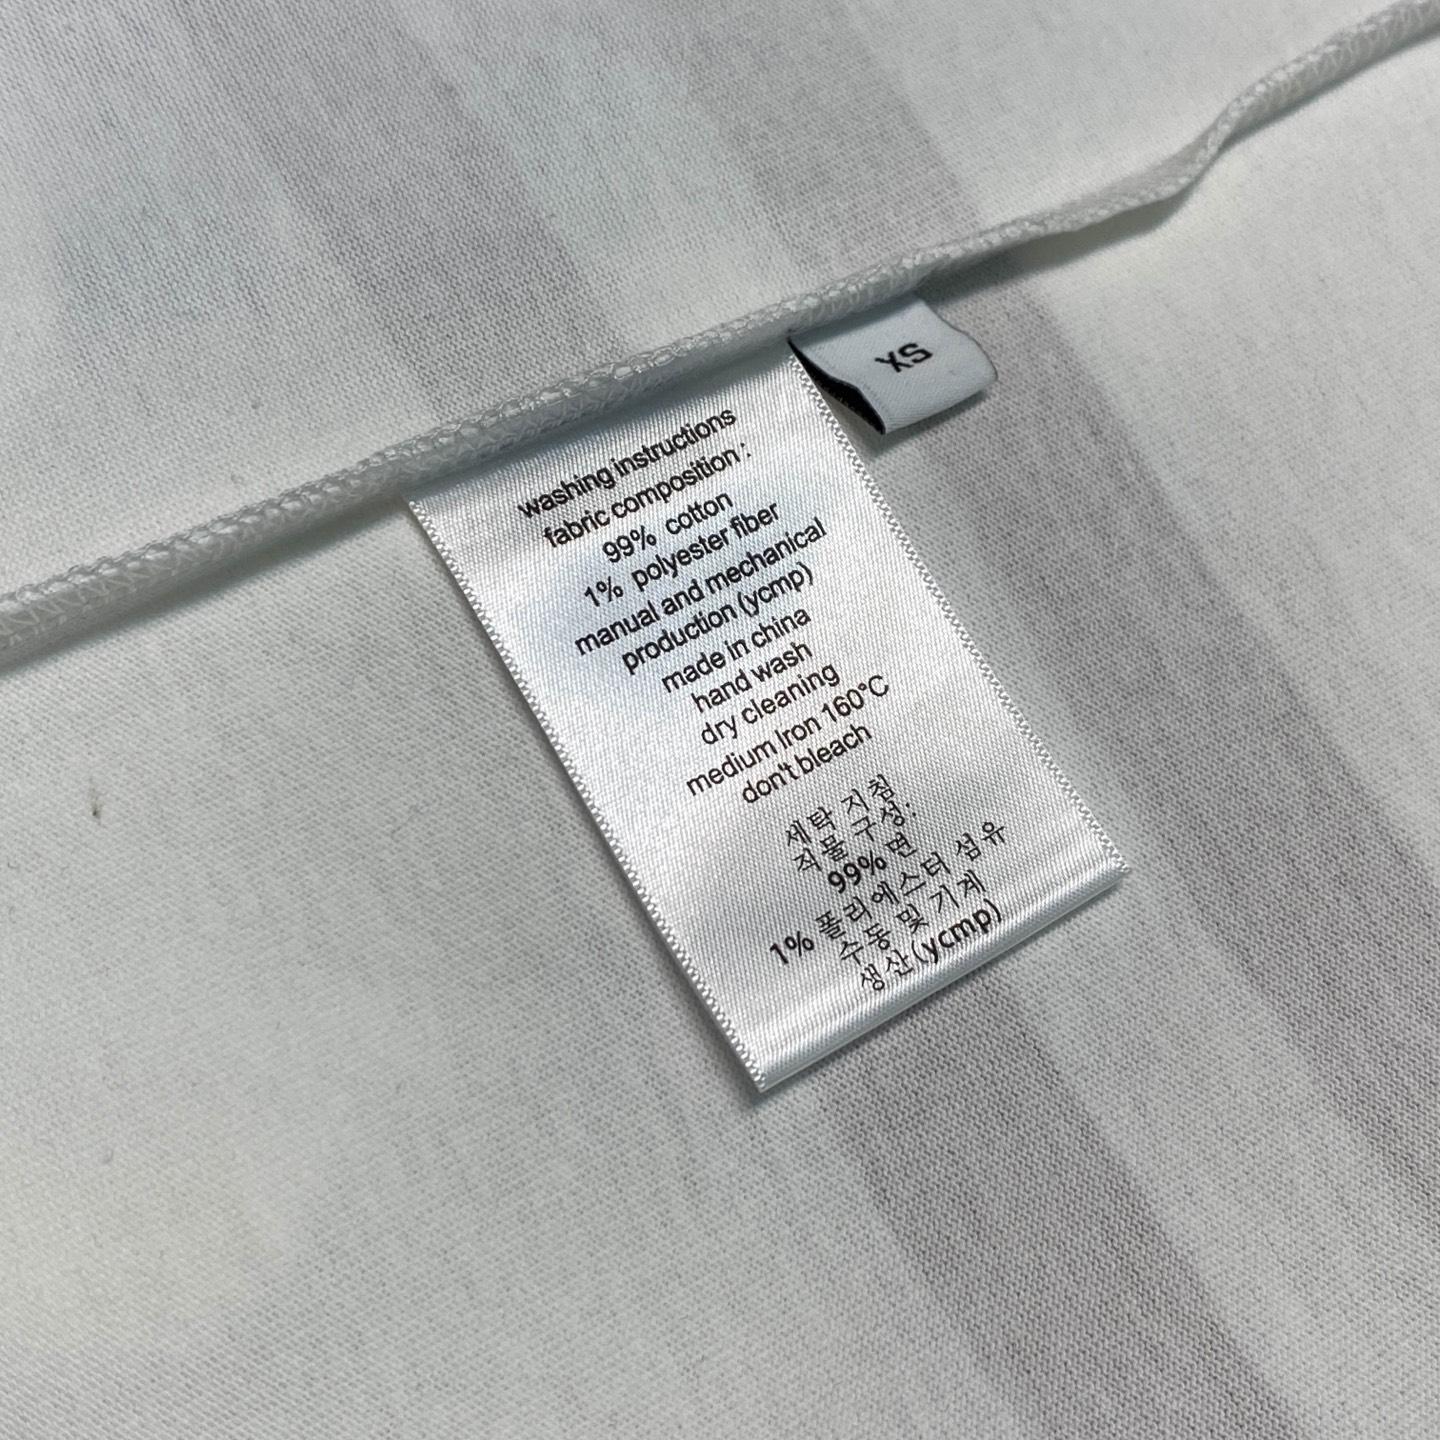 XS
washing instructions
fabric composition :
99% cotton
1% polyester fiber
manual and mechanical
production (ycmp)
made in china
hand wash
dry cleaning
medium Iron 160°C
don't bleach
세탁 지침
직물 구성:
99% 면
1% 폴리에스터 섬유
수동 및 기계
생산(ycmp)